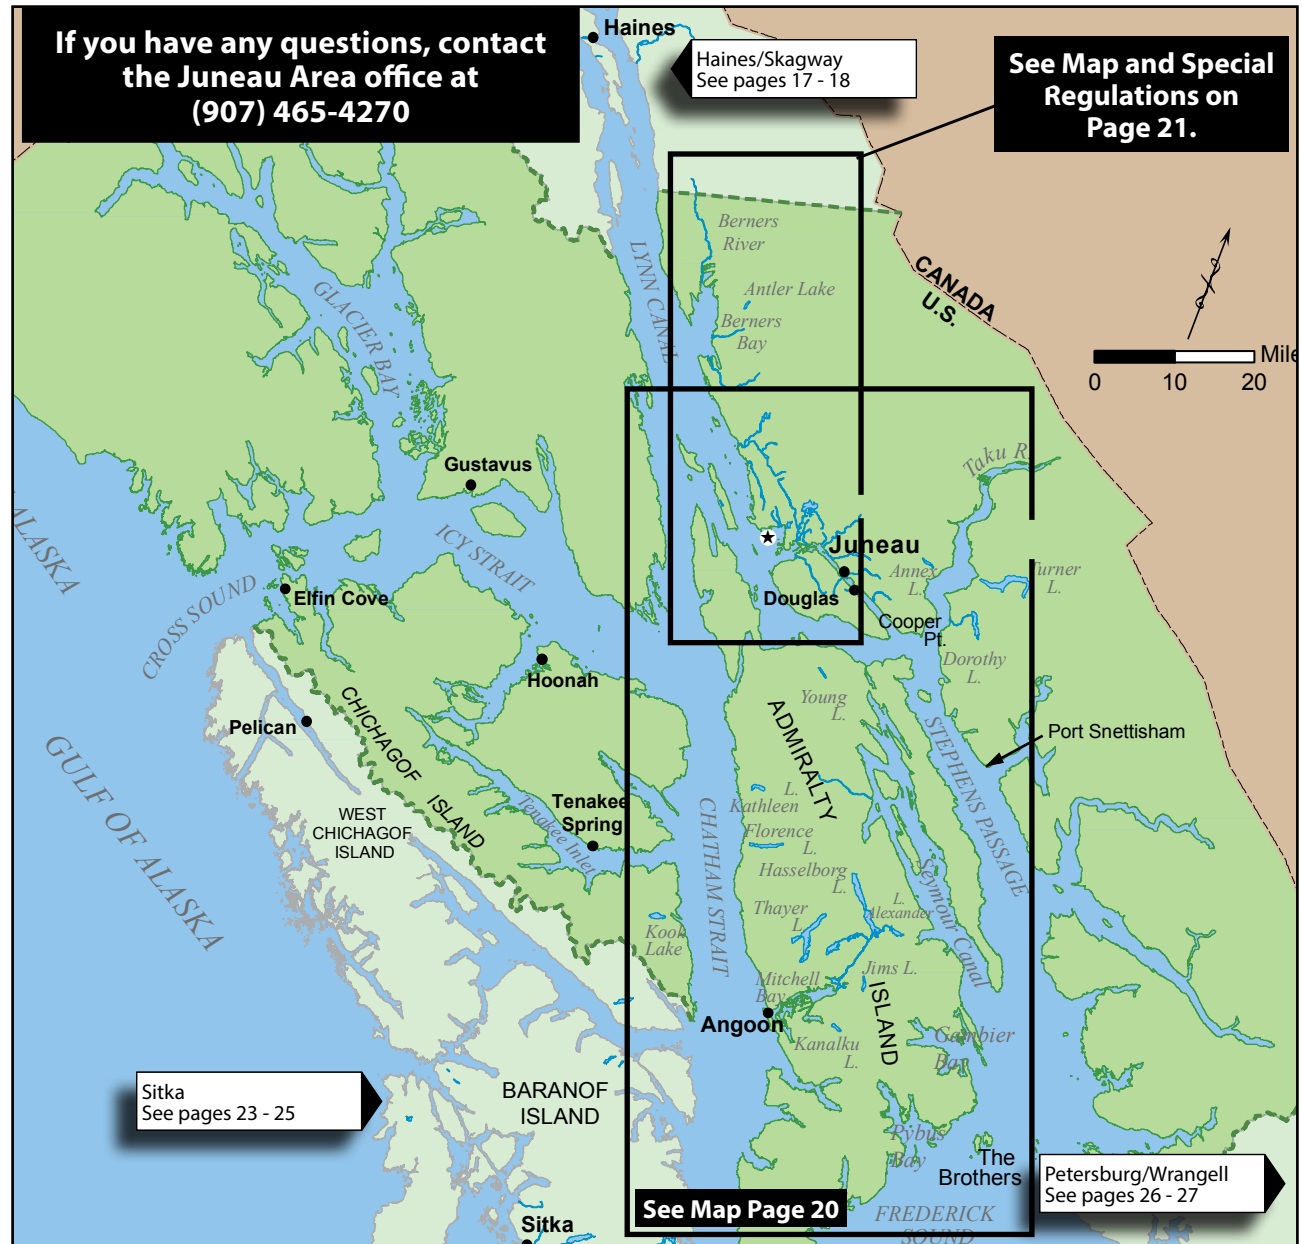 If you have any questions, contact
the Juneau Area office at
(907) 465-4270
Haines
Haines/Skagway
See pages 17 - 18
See Map and Special
Regulations on
Page 21.
Berners
River
LYNN CANAL
Antler Lake
Berners
Bay
CANADA
U.S.
Mile
0 10 20
GLACIER BAY
Gustavus
Taku R.
ALASKA
ICY STRAIT
Juneau
Annex
L.
Turner
L.
CROSS SOUND
Elfin Cove
Douglas
Cooper
Pt.
Hoonah
Dorothy
L.
Young
L.
Pelican
CHICHAGOF ISLAND
ADMIRALTY
STEPHENS PASSAGE
Port Snettisham
GULF OF ALASKA
WEST
CHICHAGOF
ISLAND
Tenakee
Spring
Tenakee Inlet
L.
Kathleen
Florence
L.
CHATHAM STRAIT
Hasselborg
L.
Seymour Canal
L.
Alexander
Thayer
L.
Kook
Lake
Jims L.
Mitchell
Bay
ISLAND
Angoon
Kanalku
L.
Gambier
Bay
Sitka
See pages 23 - 25
BARANOF
ISLAND
Pybus
Bay
The
Brothers
Petersburg/Wrangell
See pages 26 - 27
See Map Page 20
FREDERICK
SOUND
Sitka